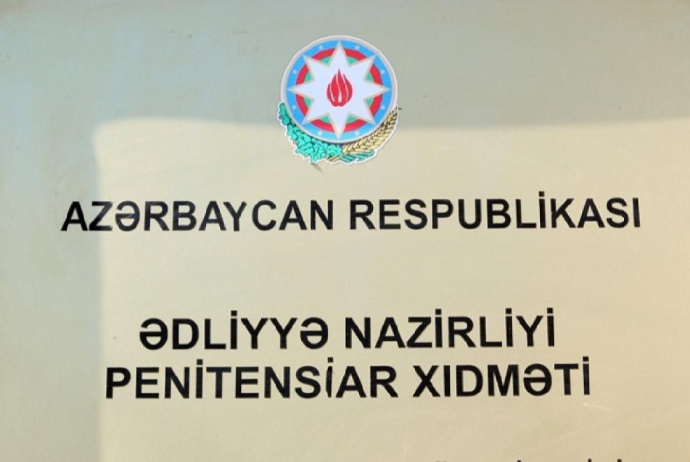 AZƏRBAYCAN RESPUBLİKASI
ƏDLİYYƏ NAZİRLİYİ
PENİTENSİAR XIDMƏTİ